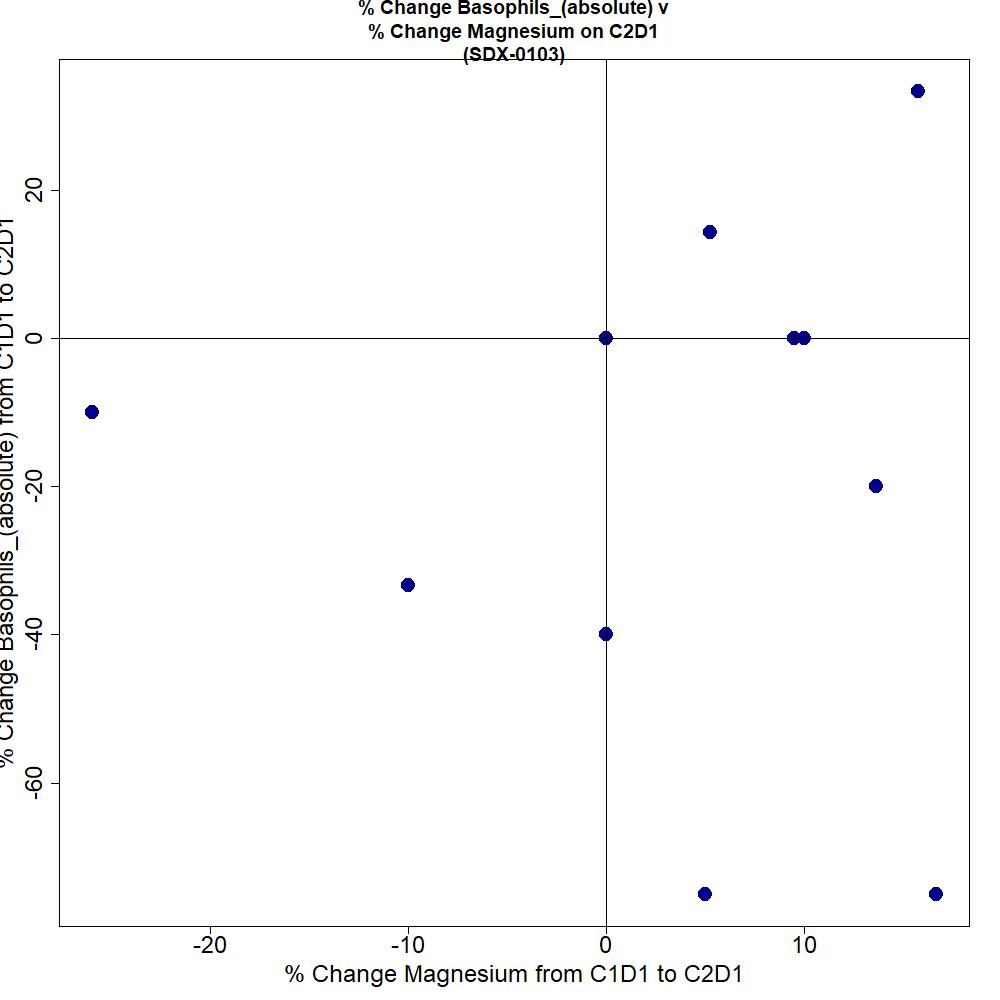 % Change Basophils_(absolute) v
% Change Magnesium on C2D1
(SDX-0103)
% Change Basophils_(absolute) from C1D1 to C2D1
20
0
-20
-40
-60
-20
-10
0
10
% Change Magnesium from C1D1 to C2D1